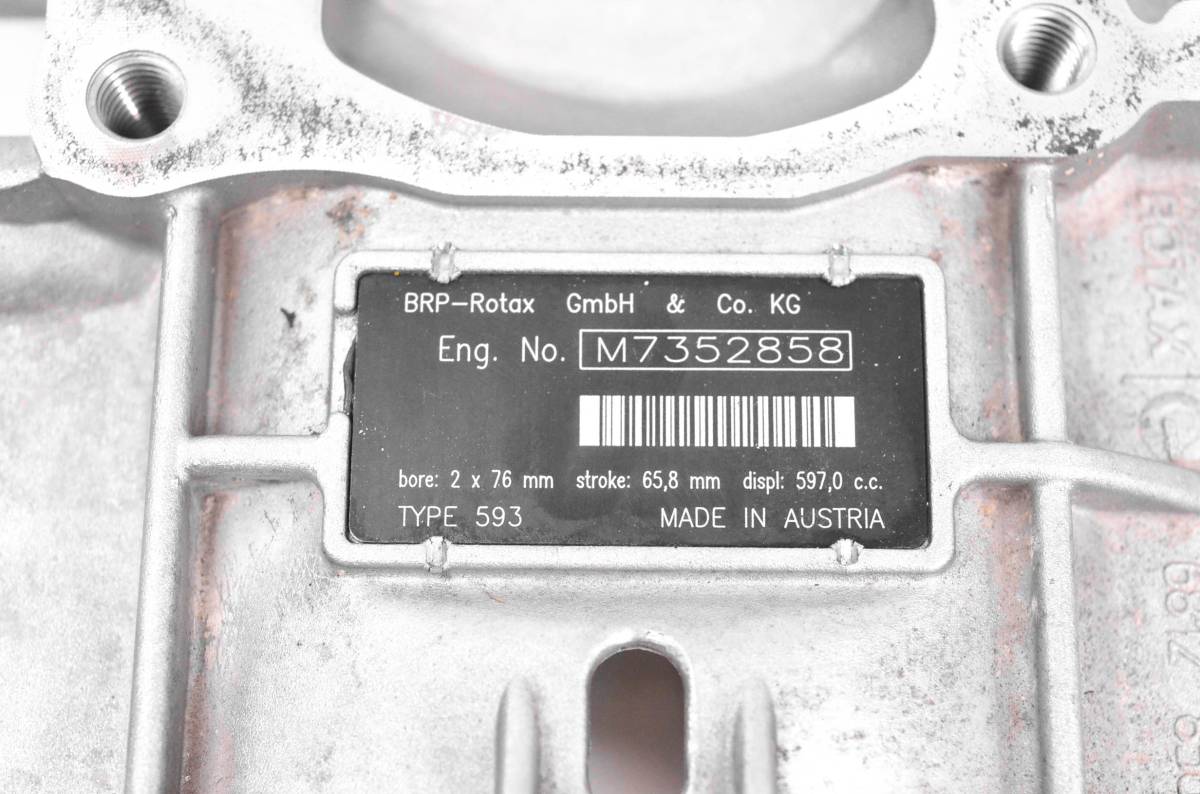 BRP-Rotax GmbH & Co. KG
Eng. No. M7352858
bore: 2 x 76 mm stroke: 65,8 mm displ: 597,0 c.c.
TYPE 593 MADE IN AUSTRIA
ROTAX